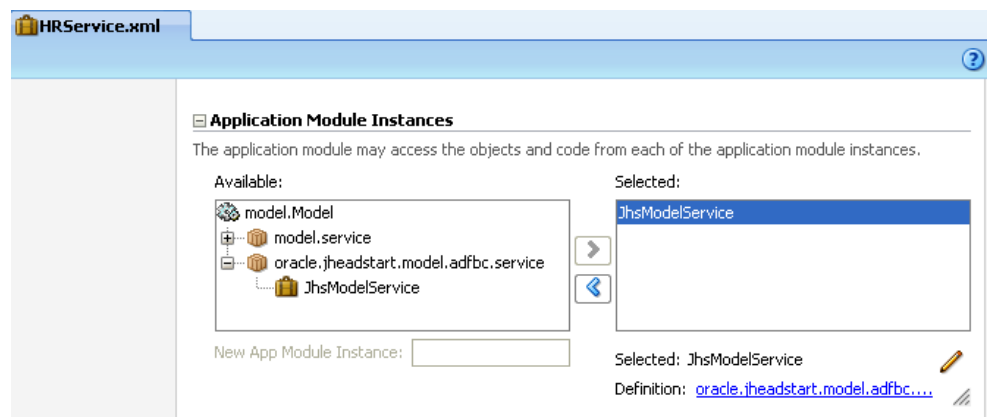 HRService.xml
Application Module Instances
The application module may access the objects and code from each of the application module instances.
Available:
Selected:
model.Model
model.service
oracle.jheadstart.model.adfbc.service
JhsModelService
JhsModelService
New App Module Instance:
Selected: JhsModelService
Definition: oracle.jheadstart.model.adfbc....